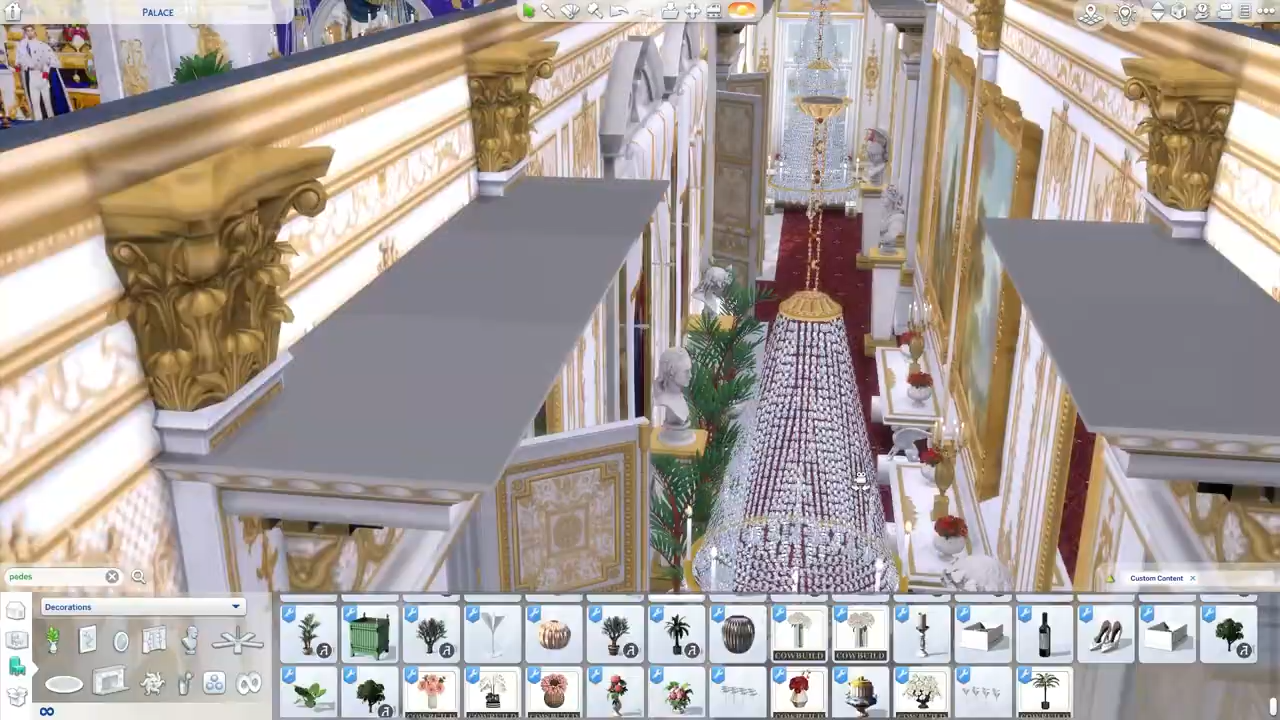 PALACE
pedes
Custom Content
Decorations
COWBUILD COWBUILD